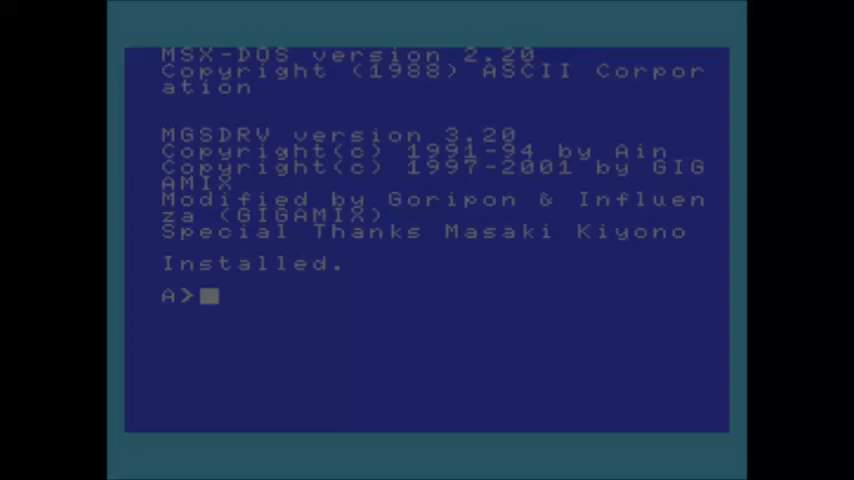 MSX-DOS version 2.20
Copyright (1988) ASCII Corpor
ation
MGSDRV version 3.20
Copyright(c) 1991-94 by Ain
Copyright(c) 1997-2001 by GIG
AMIX
Modified by Goripon & Influen
za (GIGAMIX)
Special Thanks Masaki Kiyono
Installed.
A>